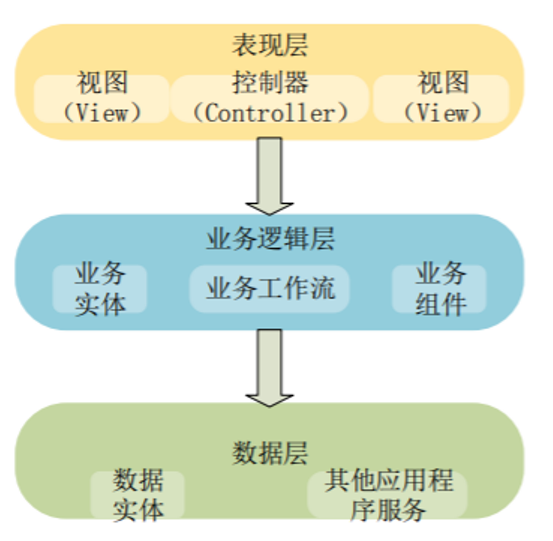 表现层
视图
（View）
控制器
（Controller）
视图
（View）
业务逻辑层
业务
实体
业务工作流
业务
组件
数据层
数据
实体
其他应用程
序服务